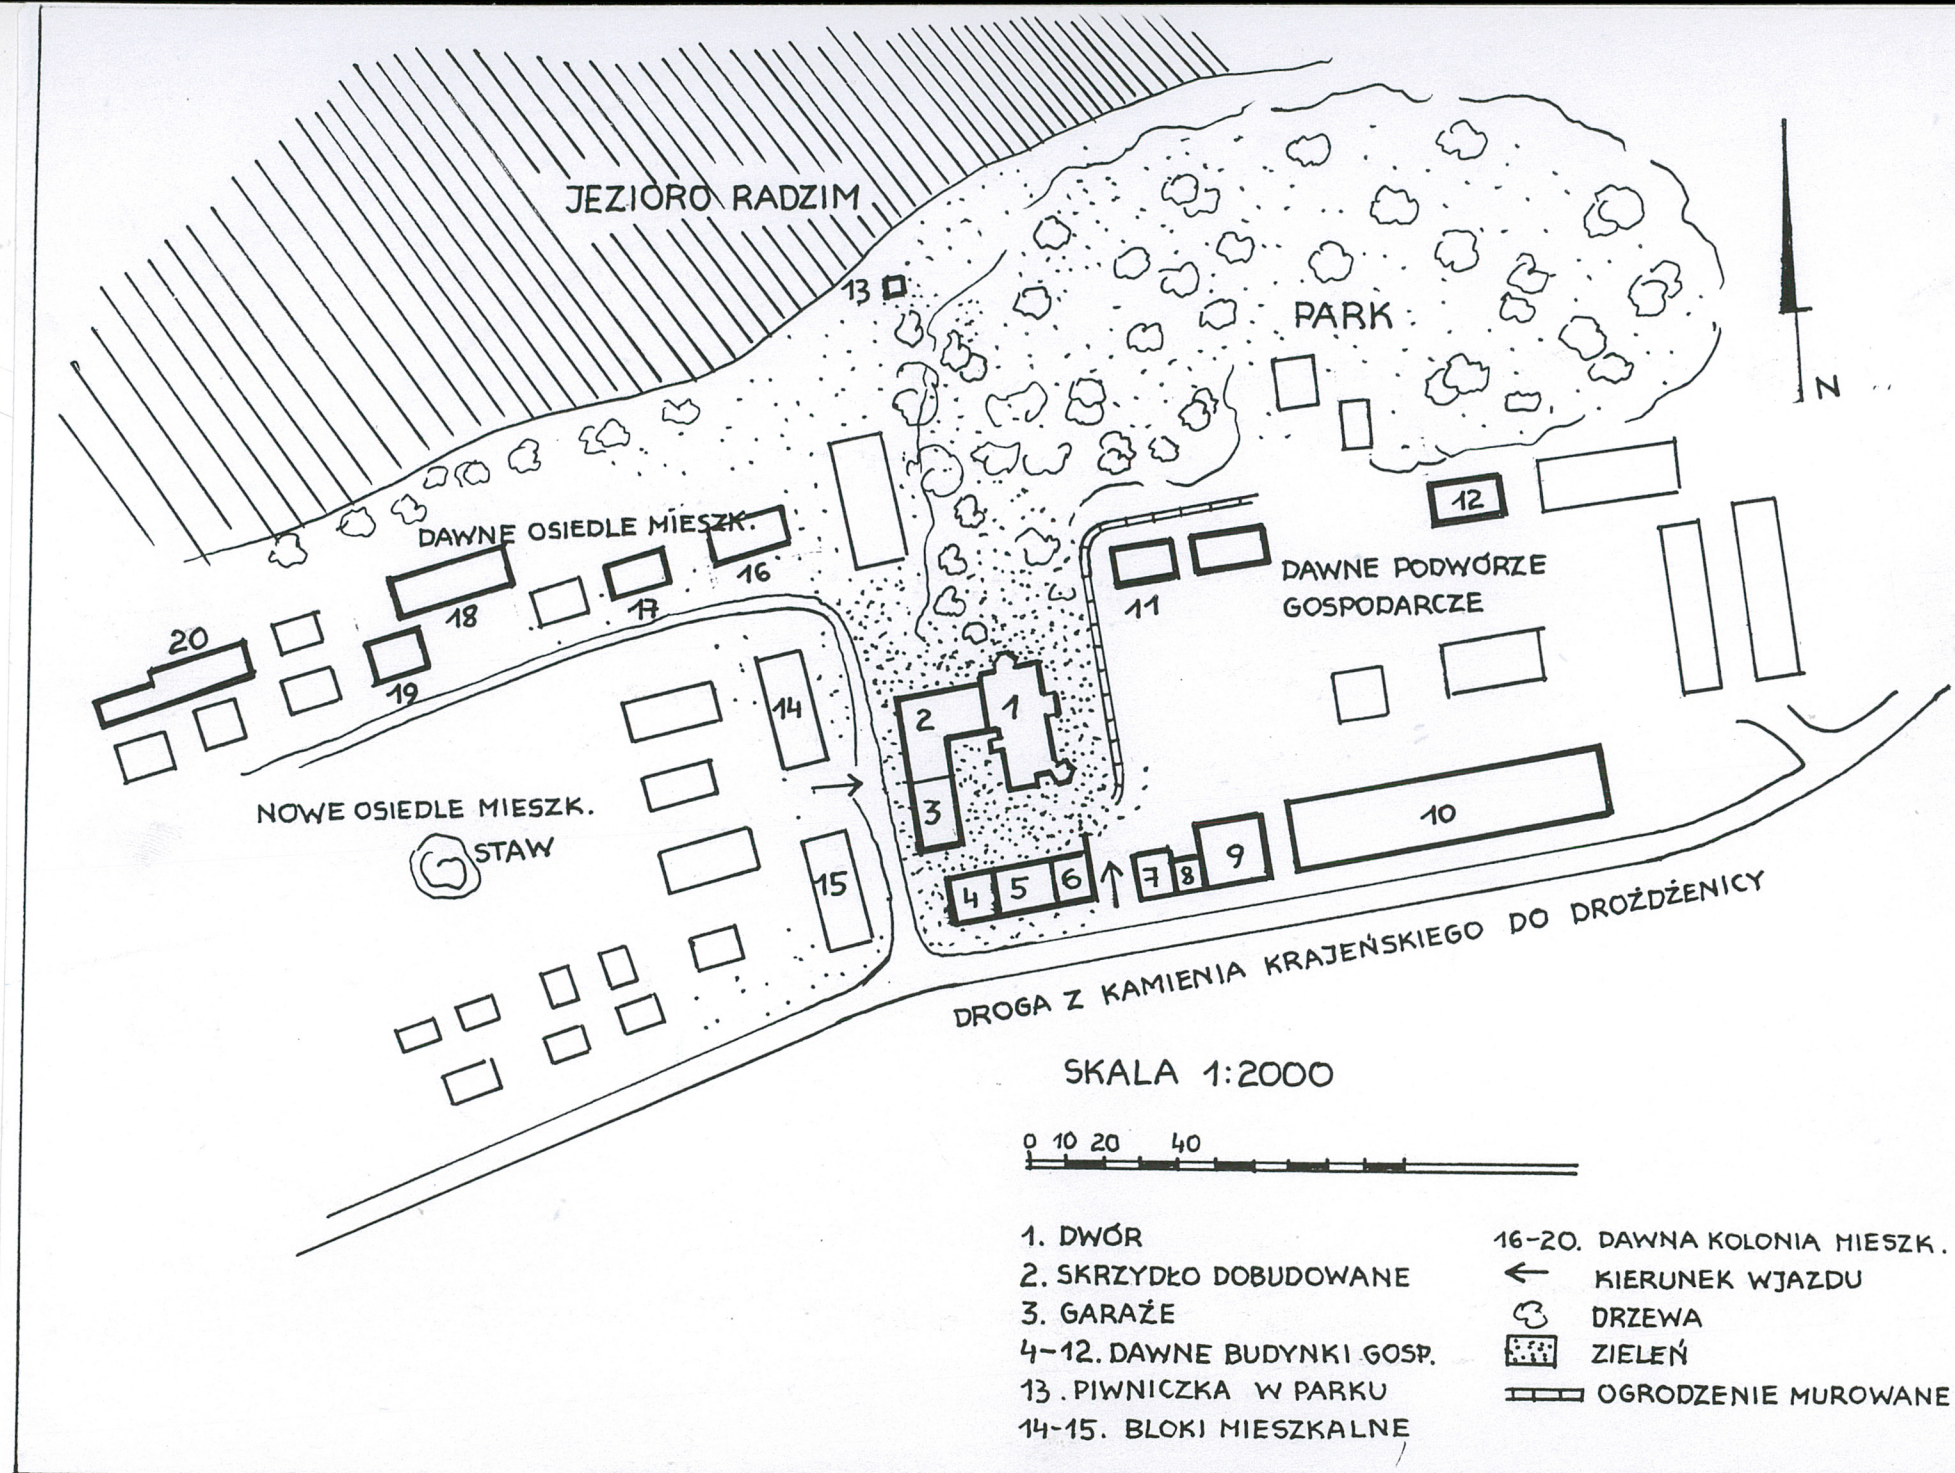 JEZIORO RADZIM
13
PARK
N
12
DAWNE OSIEDLE MIESZK.
16
17
18
11
DAWNE PODWÓRZE
GOSPODARCZE
20
19
14
2
1
3
NOWE OSIEDLE MIESZK.
STAW
15
4
5
6
7
8
9
10
DROGA Z KAMIENIA KRAJEŃSKIEGO DO DROŻDŻENICY
SKALA 1:2000
0 10 20 40
1. DWÓR
2. SKRZYDŁO DOBUDOWANE
3. GARAŻE
4-12. DAWNE BUDYNKI GOSP.
13. PIWNICZKA W PARKU
14-15. BLOKI MIESZKALNE
16-20. DAWNA KOLONIA MIESZK.
KIERUNEK WJAZDU
DRZEWA
ZIELEŃ
OGRODZENIE MUROWANE